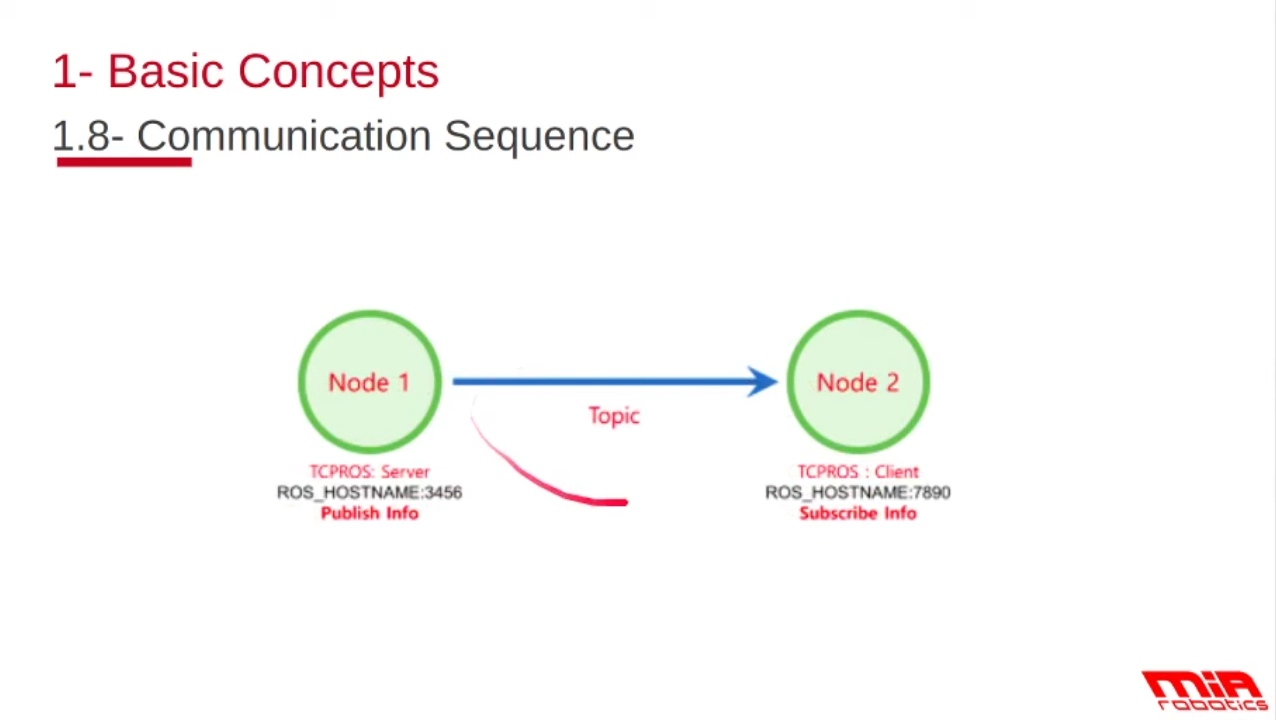 1- Basic Concepts
1.8- Communication Sequence
Node 1
Node 2
Topic
TCPROS: Server
ROS_HOSTNAME:3456
Publish Info
TCPROS : Client
ROS_HOSTNAME:7890
Subscribe Info
MIA
robotics